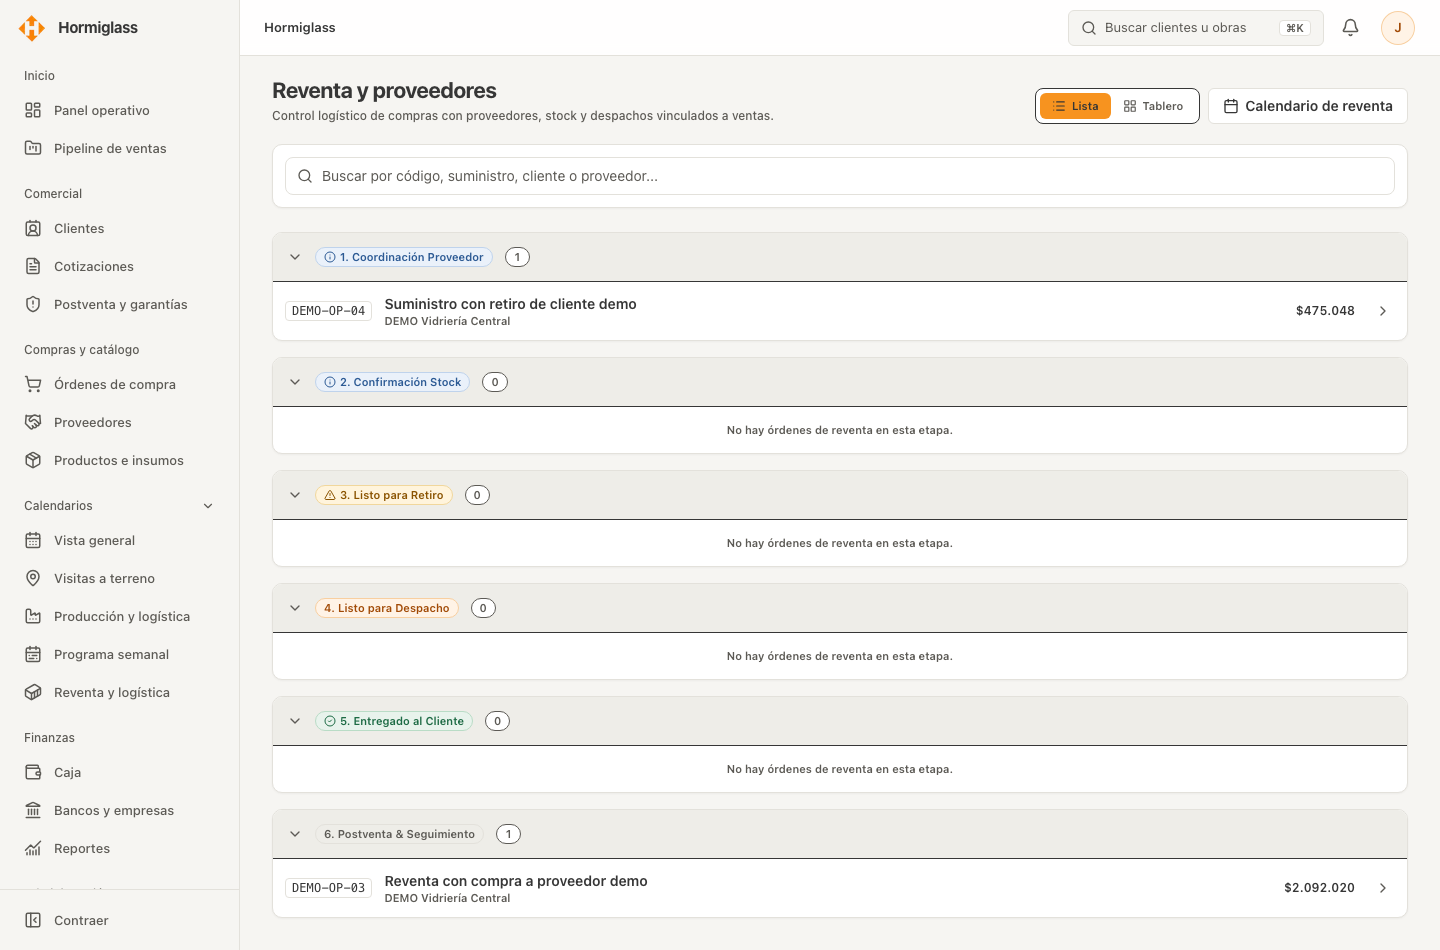 Hormiglass
Inicio
Panel operativo
Pipeline de ventas
Comercial
Clientes
Cotizaciones
Postventa y garantías
Compras y catálogo
Órdenes de compra
Proveedores
Productos e insumos
Calendarios
Vista general
Visitas a terreno
Producción y logística
Programa semanal
Reventa y logística
Finanzas
Caja
Bancos y empresas
Reportes
Contraer
Hormiglass
Buscar clientes u obras ⌘K
J
Reventa y proveedores
Control logístico de compras con proveedores, stock y despachos vinculados a ventas.
Lista Tablero
Calendario de reventa
Buscar por código, suministro, cliente o proveedor...
1. Coordinación Proveedor 1
DEMO-OP-04 Suministro con retiro de cliente demo $475.048
DEMO Vidriería Central
2. Confirmación Stock 0
No hay órdenes de reventa en esta etapa.
3. Listo para Retiro 0
No hay órdenes de reventa en esta etapa.
4. Listo para Despacho 0
No hay órdenes de reventa en esta etapa.
5. Entregado al Cliente 0
No hay órdenes de reventa en esta etapa.
6. Postventa & Seguimiento 1
DEMO-OP-03 Reventa con compra a proveedor demo $2.092.020
DEMO Vidriería Central